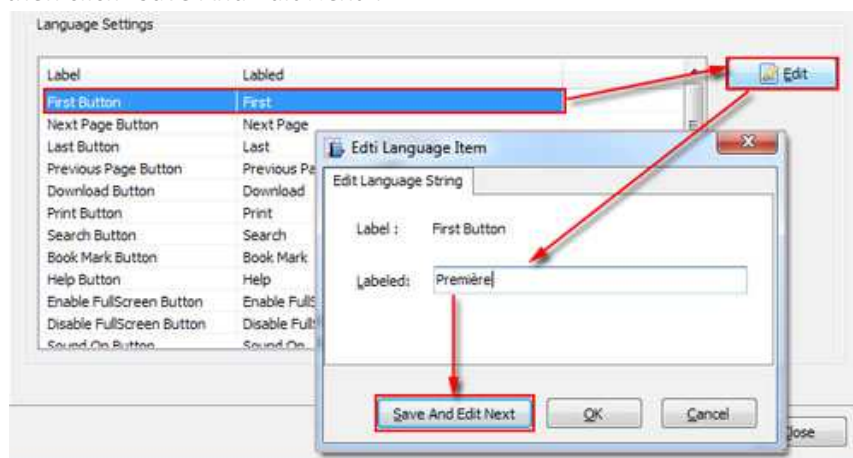 Language Settings
Label Labled
Edit
First Button First
Next Page Button Next Page
Last Button Last
Previous Page Button Previous Pa
Download Button Download
Print Button Print
Search Button Search
Book Mark Button Book Mark
Help Button Help
Enable FullScreen Button Enable FullS
Disable FullScreen Button Disable Full
Sound On Button Sound On
Edti Language Item
Edit Language String
Label : First Button
Labeled: Première
Save And Edit Next OK Cancel